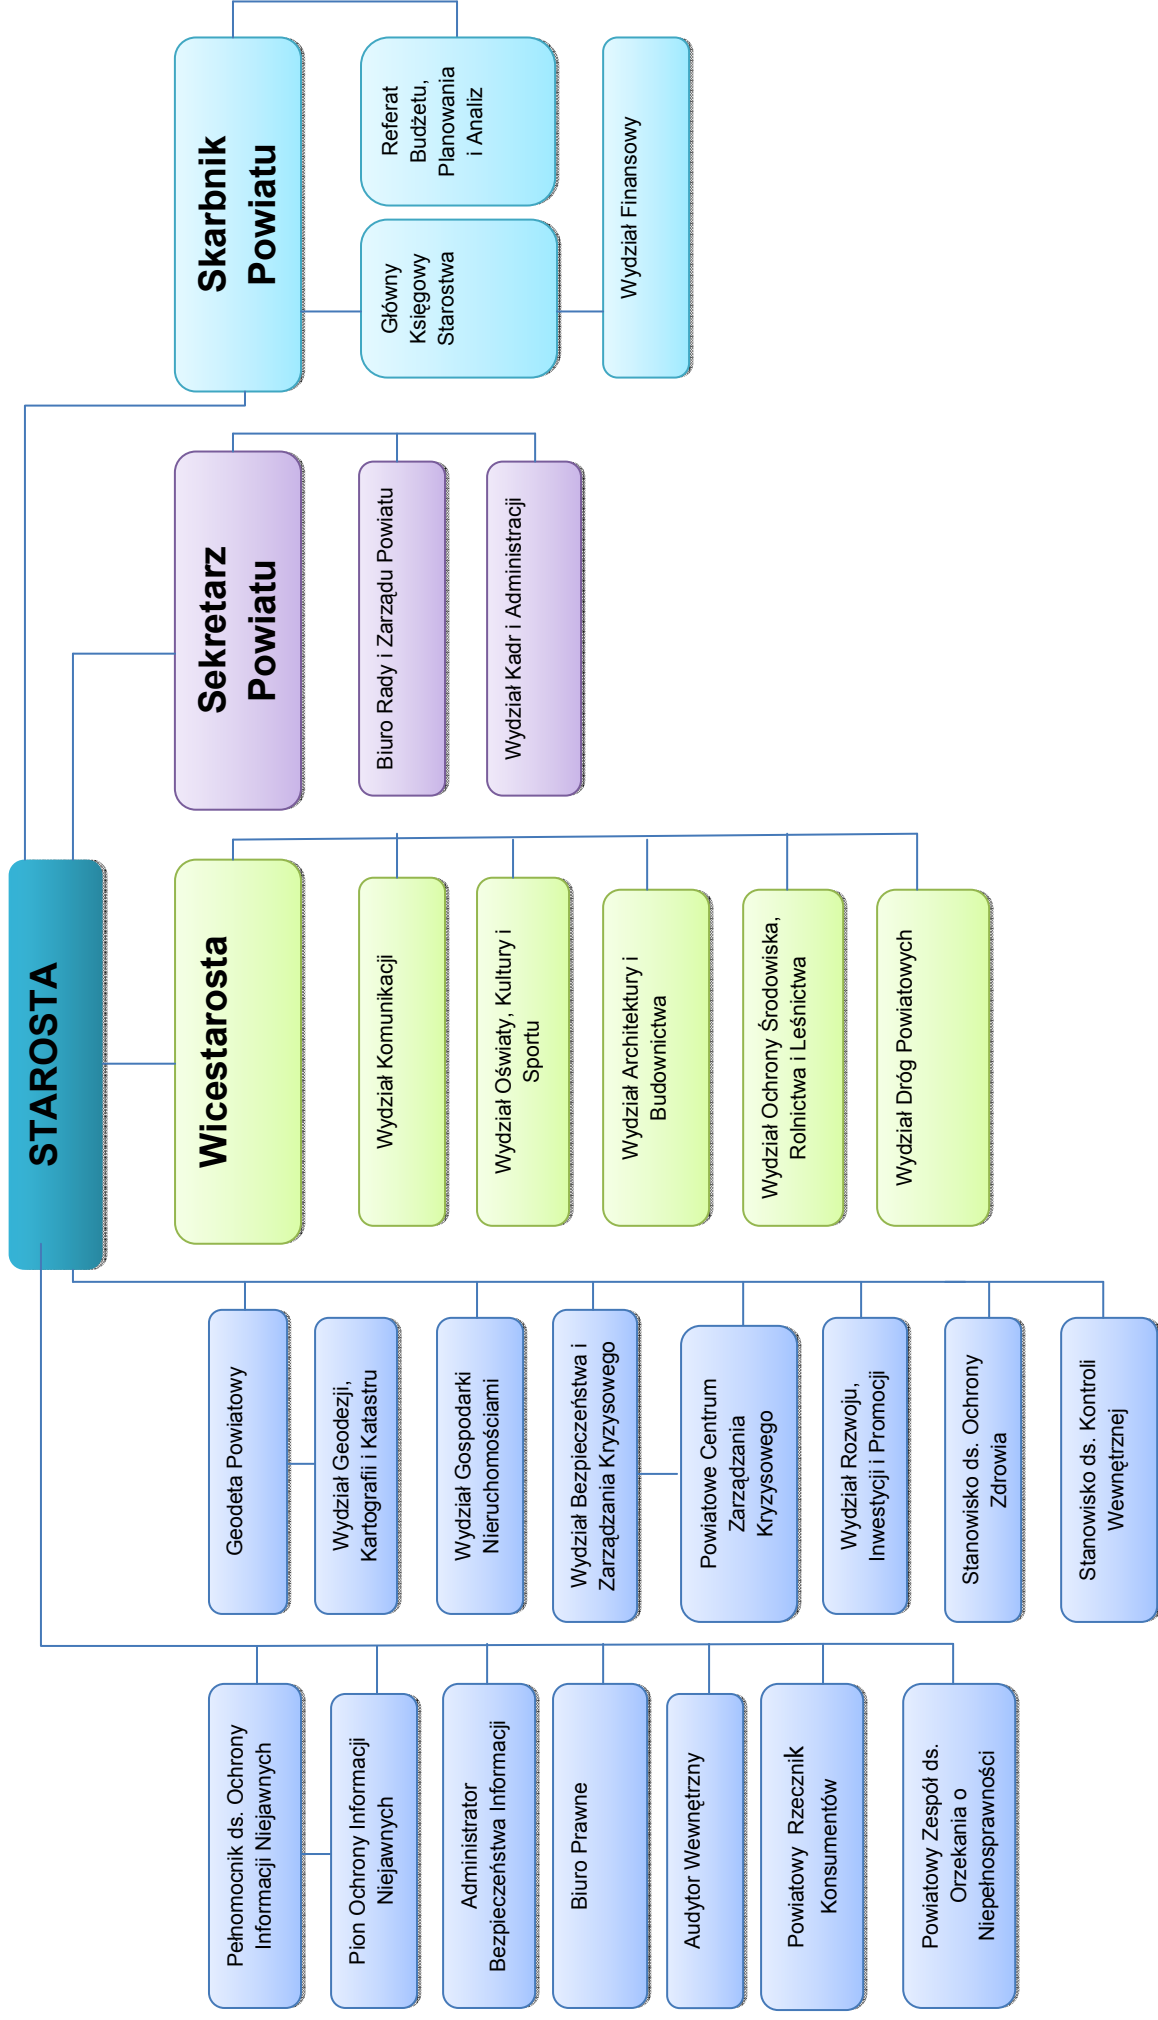 STAROSTA
Pełnomocnik ds. Ochrony
Informacji Niejawnych
Pion Ochrony Informacji
Niejawnych
Administrator
Bezpieczeństwa Informacji
Biuro Prawne
Audytor Wewnętrzny
Powiatowy Rzecznik
Konsumentów
Powiatowy Zespół ds.
Orzekania o
Niepełnosprawności
Geodeta Powiatowy
Wydział Geodezji,
Kartografii i Katastru
Wydział Gospodarki
Nieruchomościami
Wydział Bezpieczeństwa i
Zarządzania Kryzysowego
Powiatowe Centrum
Zarządzania
Kryzysowego
Wydział Rozwoju,
Inwestycji i Promocji
Stanowisko ds. Ochrony
Zdrowia
Stanowisko ds. Kontroli
Wewnętrznej
Wicestarosta
Wydział Komunikacji
Wydział Oświaty, Kultury i
Sportu
Wydział Architektury i
Budownictwa
Wydział Ochrony Środowiska,
Rolnictwa i Leśnictwa
Wydział Dróg Powiatowych
Sekretarz
Powiatu
Biuro Rady i Zarządu Powiatu
Wydział Kadr i Administracji
Skarbnik
Powiatu
Główny
Księgowy
Starostwa
Referat
Budżetu,
Planowania
i Analiz
Wydział Finansowy